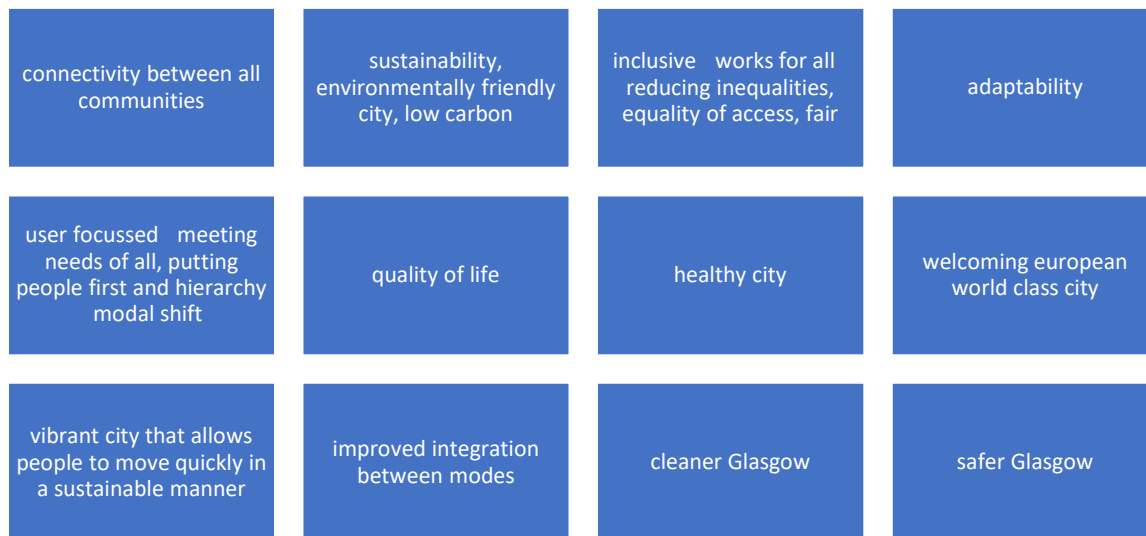 connectivity between all
communities
sustainability,
environmentally friendly
city, low carbon
inclusive works for all
reducing inequalities,
equality of access, fair
adaptability
user focussed meeting
needs of all, putting
people first and hierarchy
modal shift
quality of life
healthy city
welcoming european
world class city
vibrant city that allows
people to move quickly in
a sustainable manner
improved integration
between modes
cleaner Glasgow
safer Glasgow